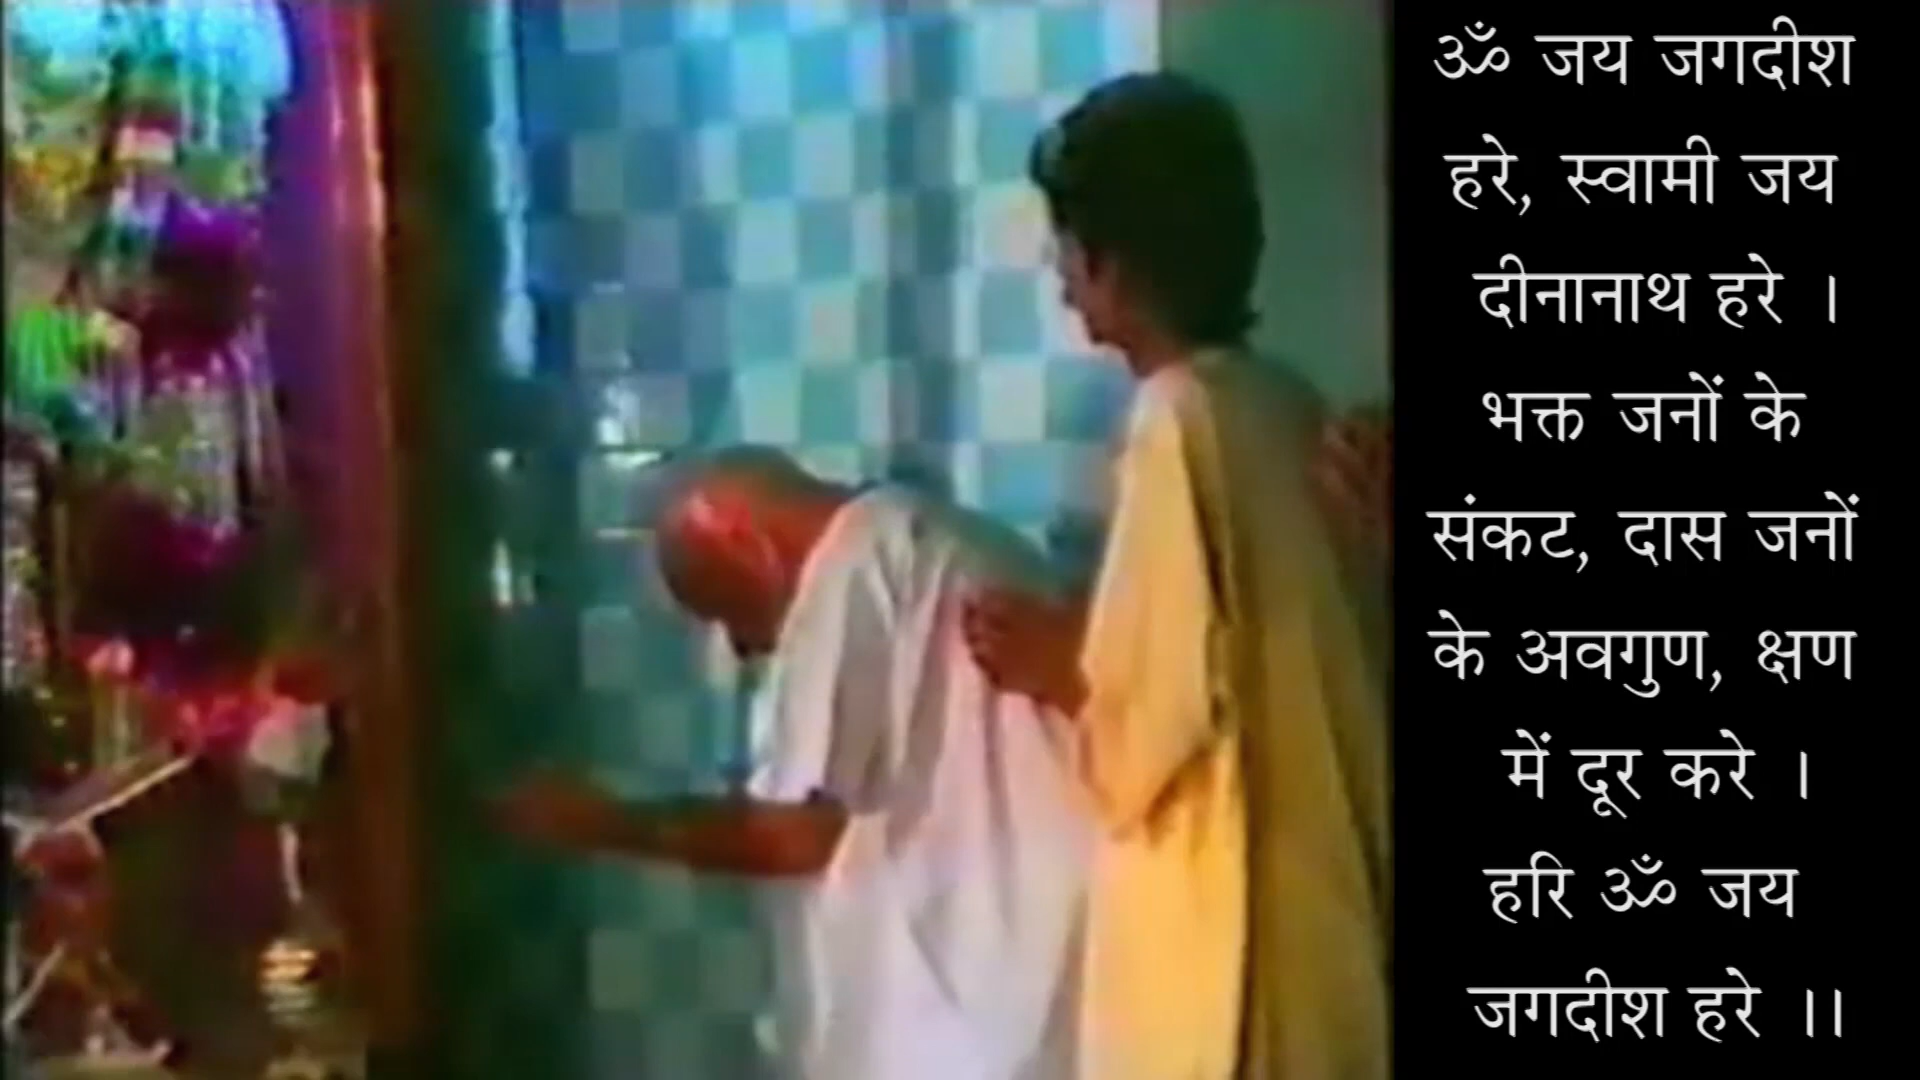 ॐ जय जगदीश
हरे, स्वामी जय
दीनानाथ हरे ।
भक्त जनों के
संकट, दास जनों
के अवगुण, क्षण
में दूर करे ।
हरि ॐ जय
जगदीश हरे ।।